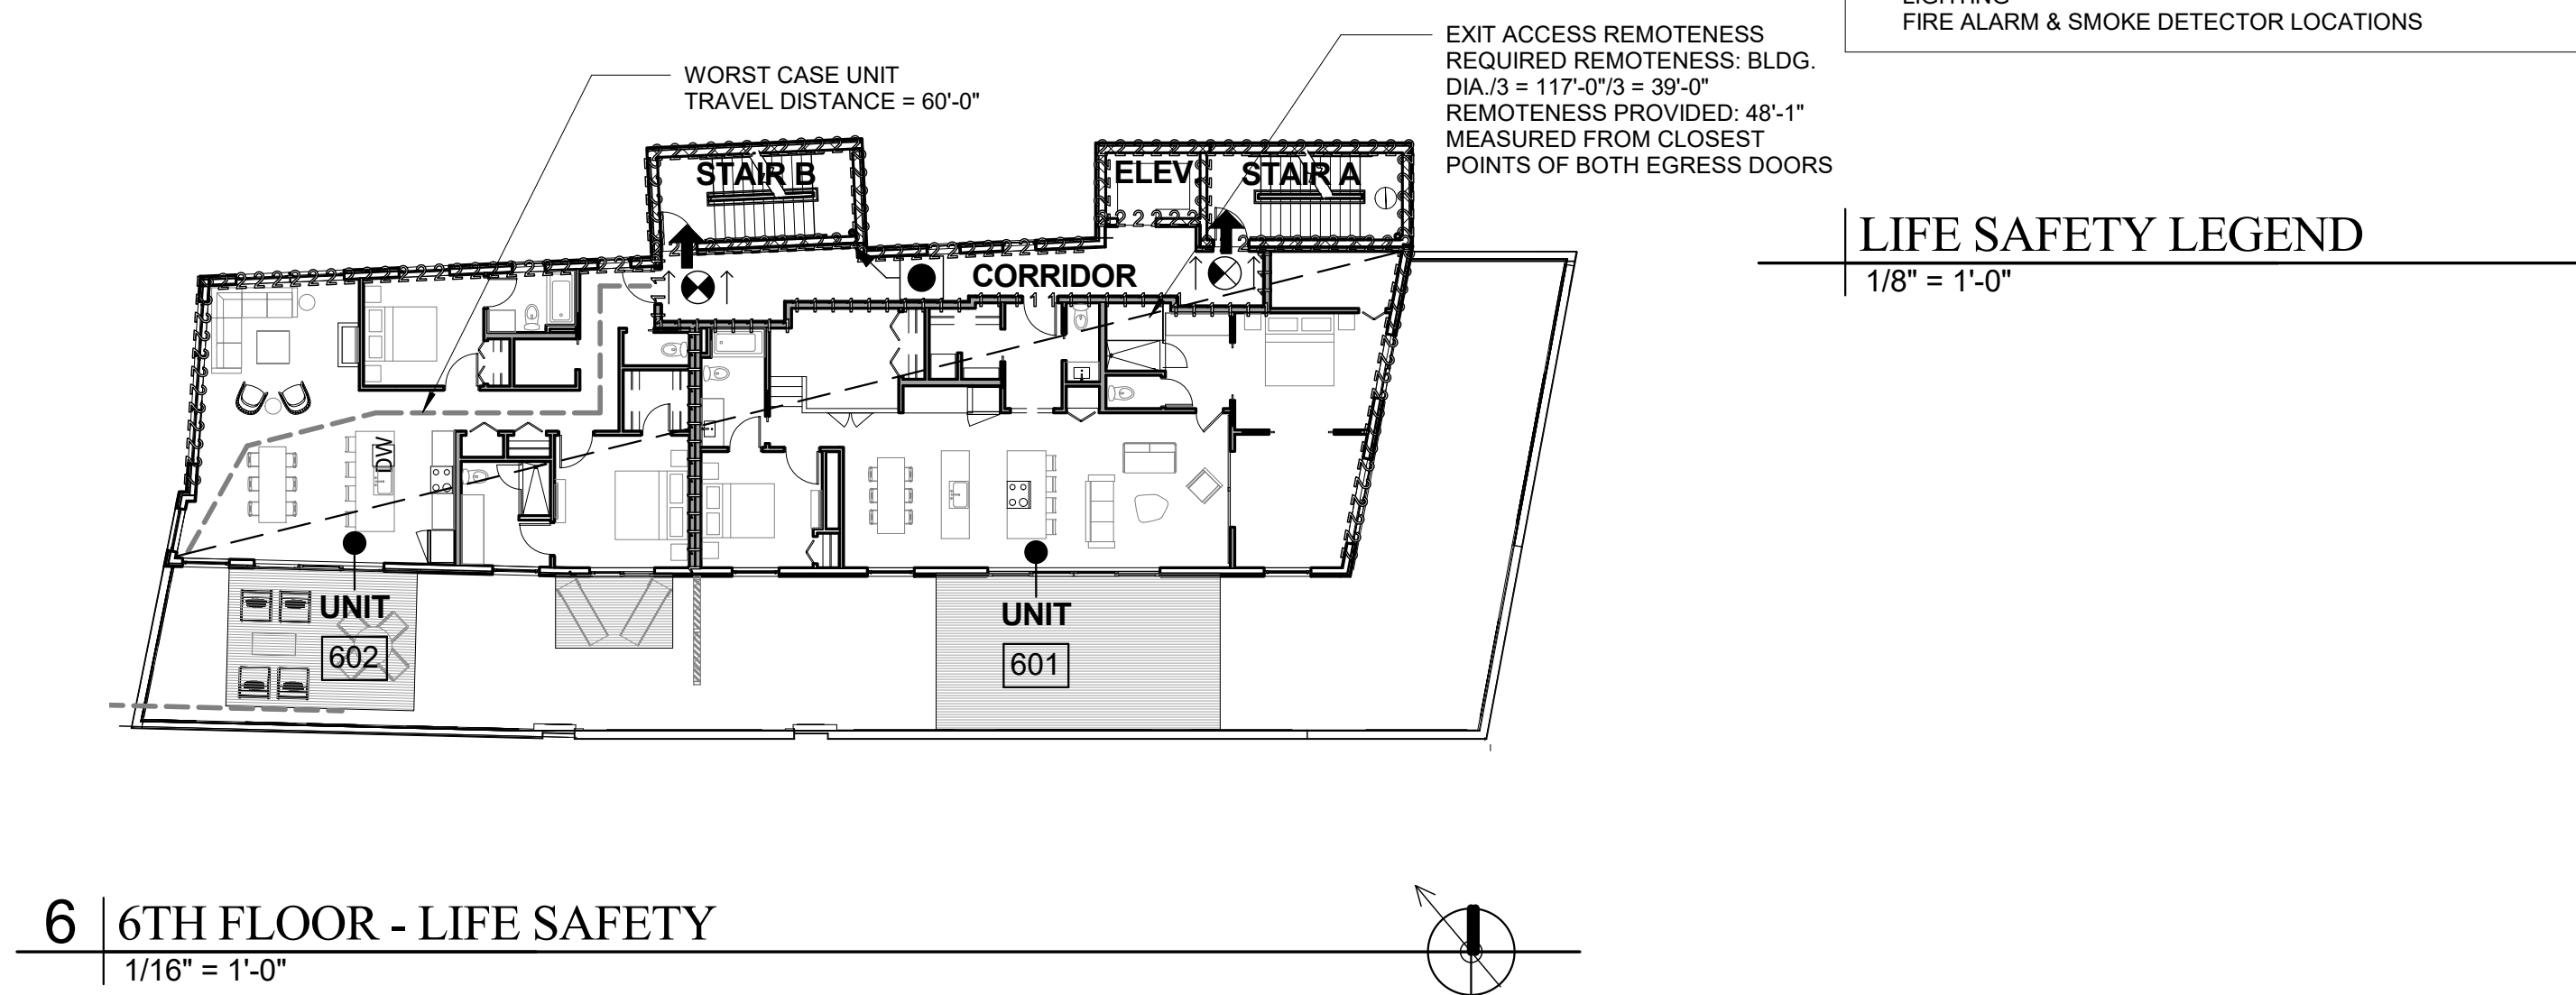 LIGHTING
FIRE ALARM & SMOKE DETECTOR LOCATIONS
EXIT ACCESS REMOTENESS
REQUIRED REMOTENESS: BLDG.
DIA./3 = 117'-0"/3 = 39'-0"
REMOTENESS PROVIDED: 48'-1"
MEASURED FROM CLOSEST
POINTS OF BOTH EGRESS DOORS
WORST CASE UNIT
TRAVEL DISTANCE = 60'-0"
STAIR B
ELEV.
STAIR A
LIFE SAFETY LEGEND
1/8" = 1'-0"
CORRIDOR
DW
UNIT
602
UNIT
601
6
6TH FLOOR - LIFE SAFETY
1/16" = 1'-0"